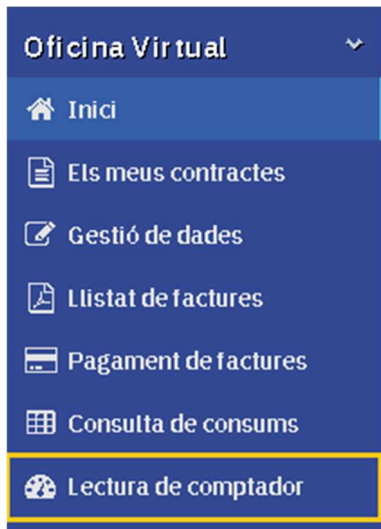 Oficina Virtual
Inici
Els meus contractes
Gestió de dades
Llistat de factures
Pagament de factures
Consulta de consums
Lectura de comptador